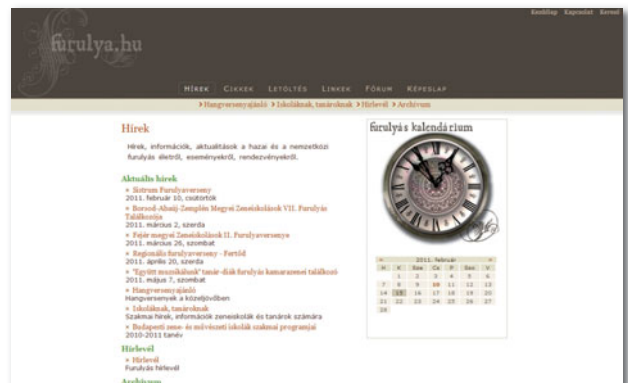 Kezdőlap Kapcsolat Kereső
furulya.hu
HÍREK CIKKEK LETÖLTÉS LINKEK FÓRUM KÉPESLAP
Hangversenyajánló Iskoláknak, tanároknak Hírlevél Archívum
Hírek
Hírek, információk, aktualitások a hazai és a nemzetközi
furulyás életről, eseményekről, rendezvényekről.
Aktuális hírek
» Sistrum Furulyaverseny
2011. február 10, csütörtök
» Borsod-Abaúj-Zemplén Megyei Zeneiskolások VII. Furulyás
Találkozója
2011. március 2, szerda
» Fejér megyei Zeneiskolások II. Furulyaversenye
2011. március 26, szombat
» Regionális furulyaverseny - Fertőd
2011. április 20, szerda
» "Együtt muzsikálunk" tanár-diák furulyás kamarazenei találkozó
2011. május 7, szombat
» Hangversenyajánló
Hangversenyek a közeljövőben
» Iskoláknak, tanároknak
Szakmai hírek, információk zeneiskolák és tanárok számára
» Budapesti zene- és művészeti iskolák szakmai programjai
2010-2011 tanév
Hírlevél
» Hírlevél
Furulyás hírlevél
Archívum
furulyás kalendárium
« 2011. február »
H K Sze Cs P Szo V
1 2 3 4 5 6
7 8 9 10 11 12 13
14 15 16 17 18 19 20
21 22 23 24 25 26 27
28